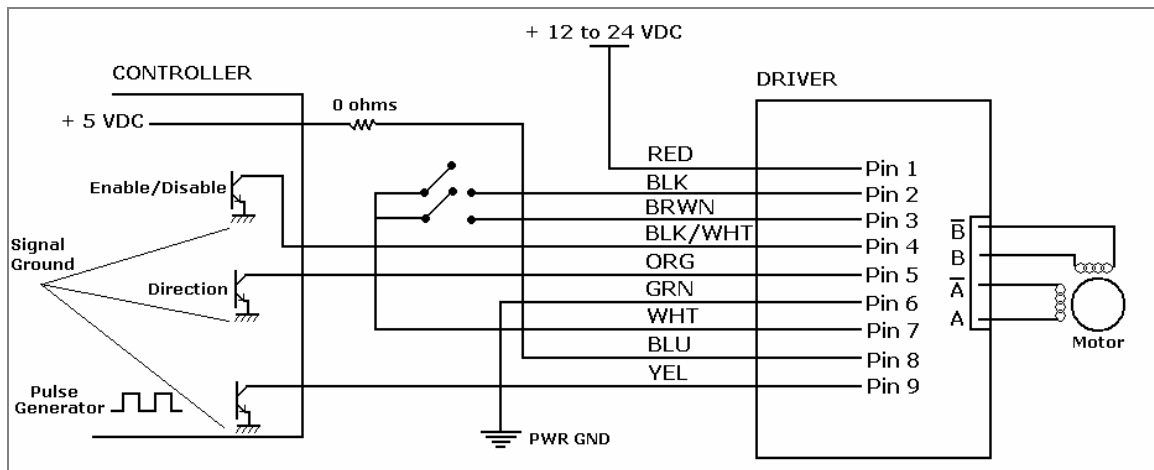 + 12 to 24 VDC
CONTROLLER
DRIVER
0 ohms
+ 5 VDC
RED
Pin 1
Enable/Disable
BLK
Pin 2
BRWN
Pin 3
BLK/WHT
Pin 4
B
Signal
Ground
ORG
Pin 5
B
Direction
GRN
Pin 6
A
WHT
Pin 7
A
Motor
BLU
Pin 8
YEL
Pin 9
Pulse
Generator
PWR GND